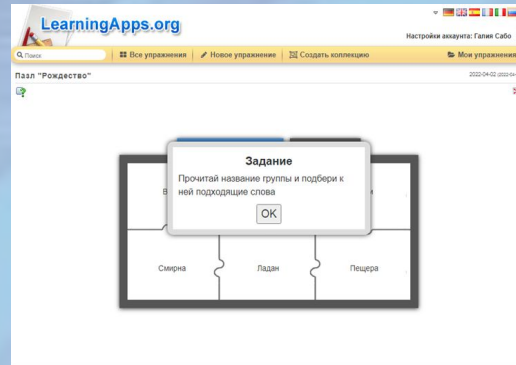 LearningApps.org
Настройки аккаунта: Галия Сабо
Поиск
Все упражнения
Новое упражнение
Создать коллекцию
Мои упражнения
Пазл "Рождество"
2022-04-02
Задание
Прочитай название группы и подбери к
ней подходящие слова
OK
Смирна
Ладан
Пещера